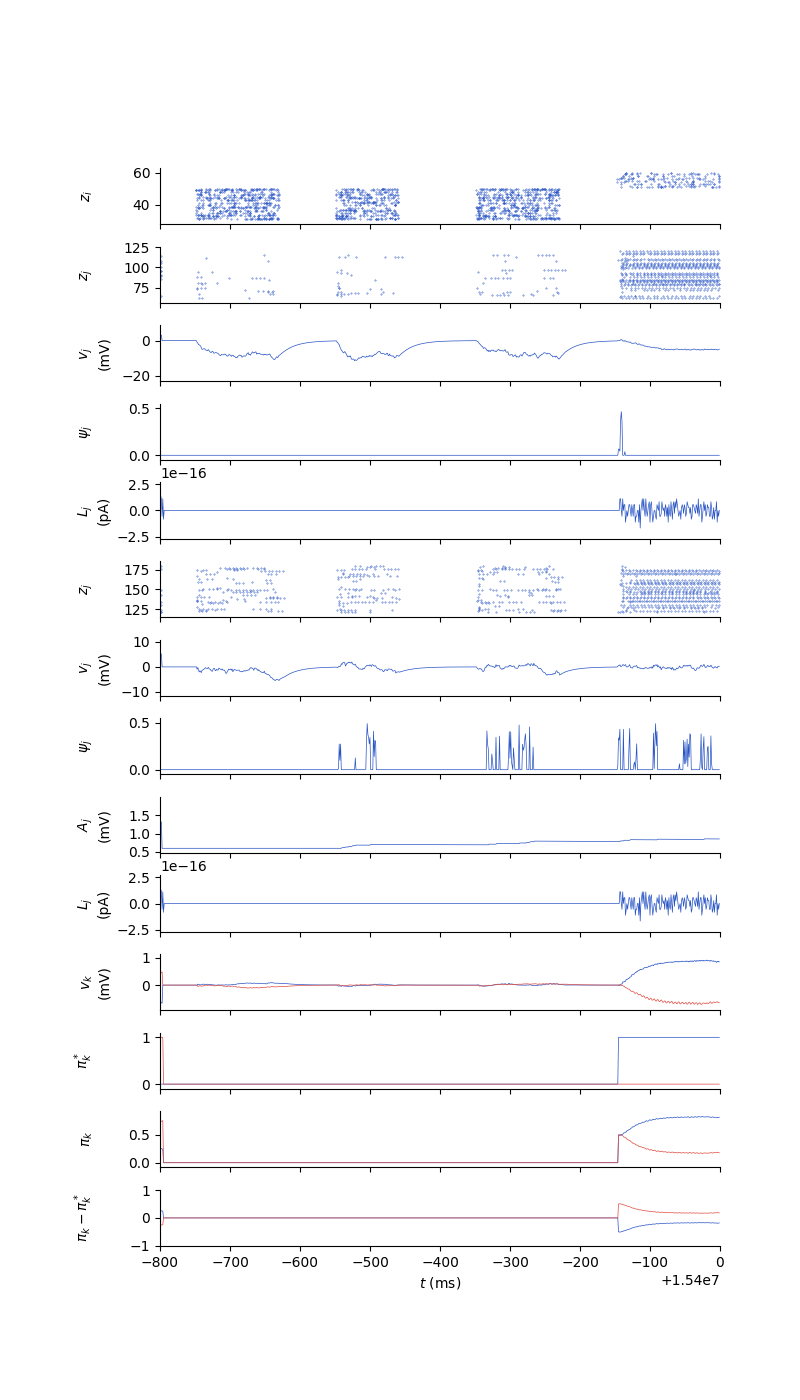 60
40
z_i
125
100
75
z_j
0
−20
v_j
(mV)
0.5
0.0
ψ_j
1e−16
2.5
0.0
−2.5
L_j
(pA)
175
150
125
z_j
10
0
−10
v_j
(mV)
0.5
0.0
ψ_j
1.5
1.0
0.5
A_j
(mV)
1e−16
2.5
0.0
−2.5
L_j
(pA)
1
0
v_k
(mV)
1
0
π_k^*
0.5
0.0
π_k
1
0
−1
π_k − π_k^*
−800 −700 −600 −500 −400 −300 −200 −100 0
t (ms)
+1.54e7